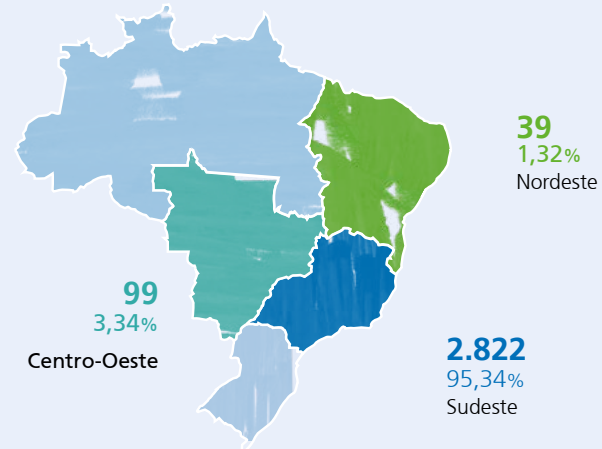 39
1,32%
Nordeste
99
3,34%
Centro-Oeste
2.822
95,34%
Sudeste